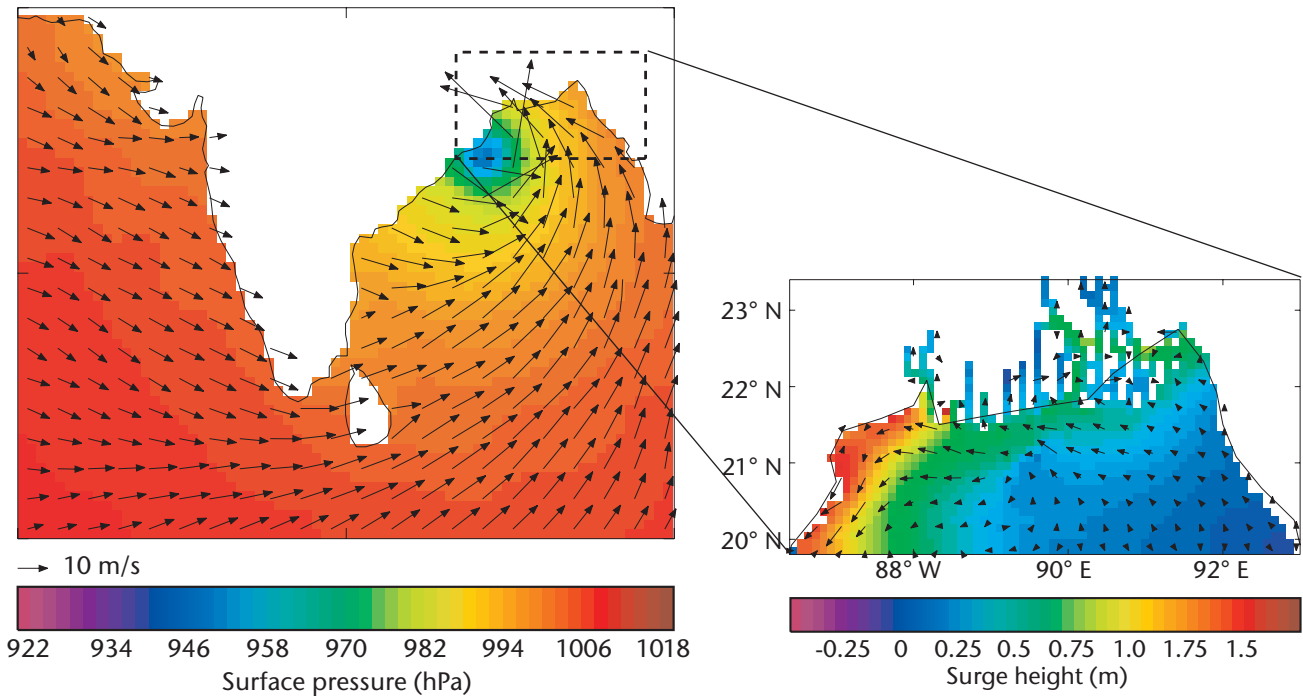 10 m/s
922 934 946 958 970 982 994 1006 1018
Surface pressure (hPa)
23° N
22° N
21° N
20° N
88° W 90° E 92° E
-0.25 0 0.25 0.5 0.75 1.0 1.75 1.5
Surge height (m)